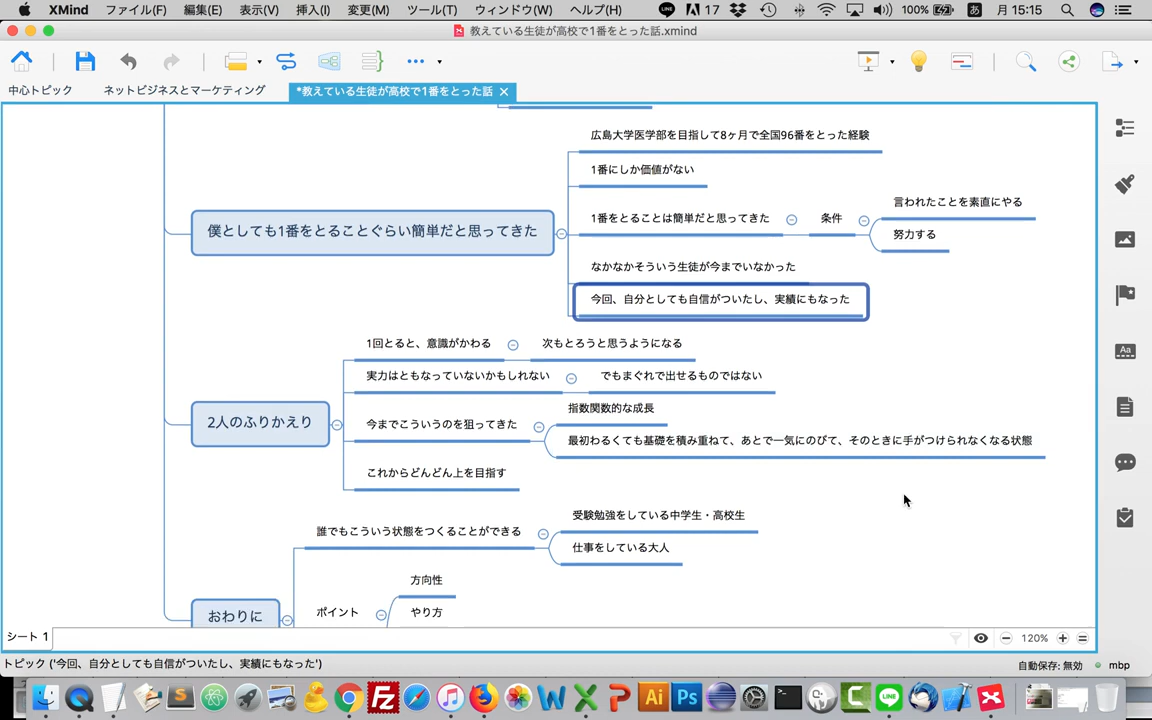 XMind ファイル(F) 編集(E) 表示(V) 挿入(I) 変更(M) ツール(T) ウィンドウ(W) ヘルプ(H) LINE 17 100% あ 月 15:15
教えている生徒が高校で1番をとった話.xmind
中心トピック ネットビジネスとマーケティング *教えている生徒が高校で1番をとった話
広島大学医学部を目指して8ヶ月で全国96番をとった経験
1番にしか価値がない
僕としても1番をとることぐらい簡単だと思ってきた
1番をとることは簡単だと思ってきた
条件
言われたことを素直にやる
努力する
なかなかそういう生徒が今までいなかった
今回、自分としても自信がついたし、実績にもなった
1回とると、意識がかわる
次もとろうと思うようになる
実力はともなっていないかもしれない
でもまぐれで出せるものではない
2人のふりかえり
今までこういうのを狙ってきた
指数関数的な成長
最初わるくても基礎を積み重ねて、あとで一気にのびて、そのときに手がつけられなくなる状態
これからどんどん上を目指す
誰でもこういう状態をつくることができる
受験勉強をしている中学生・高校生
仕事をしている大人
おわりに
ポイント
方向性
やり方
シート 1
120%
トピック ('今回、自分としても自信がついたし、実績にもなった')
自動保存: 無効 mbp
Aa
S
Fz
W
X
P
Ai
Ps
C
LINE